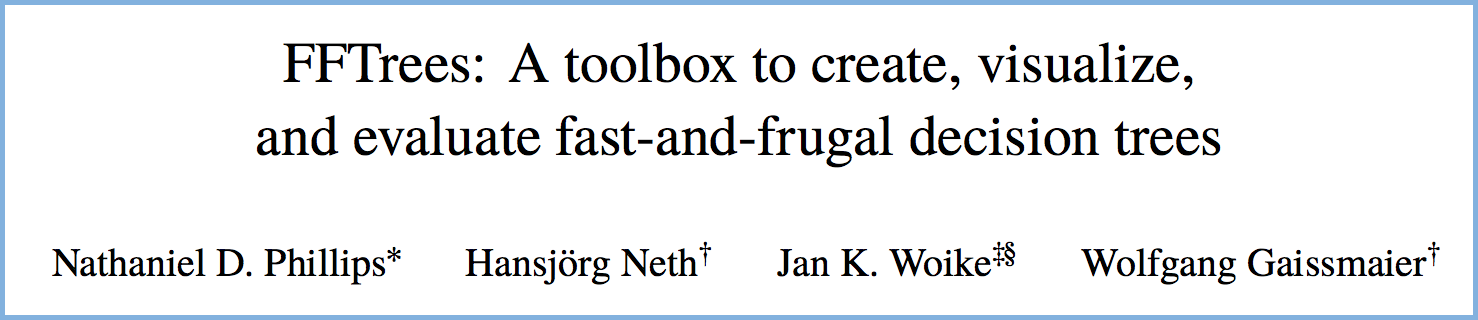 FFTrees: A toolbox to create, visualize,
and evaluate fast-and-frugal decision trees
Nathaniel D. Phillips* Hansjörg Neth† Jan K. Woike‡§ Wolfgang Gaissmaier†